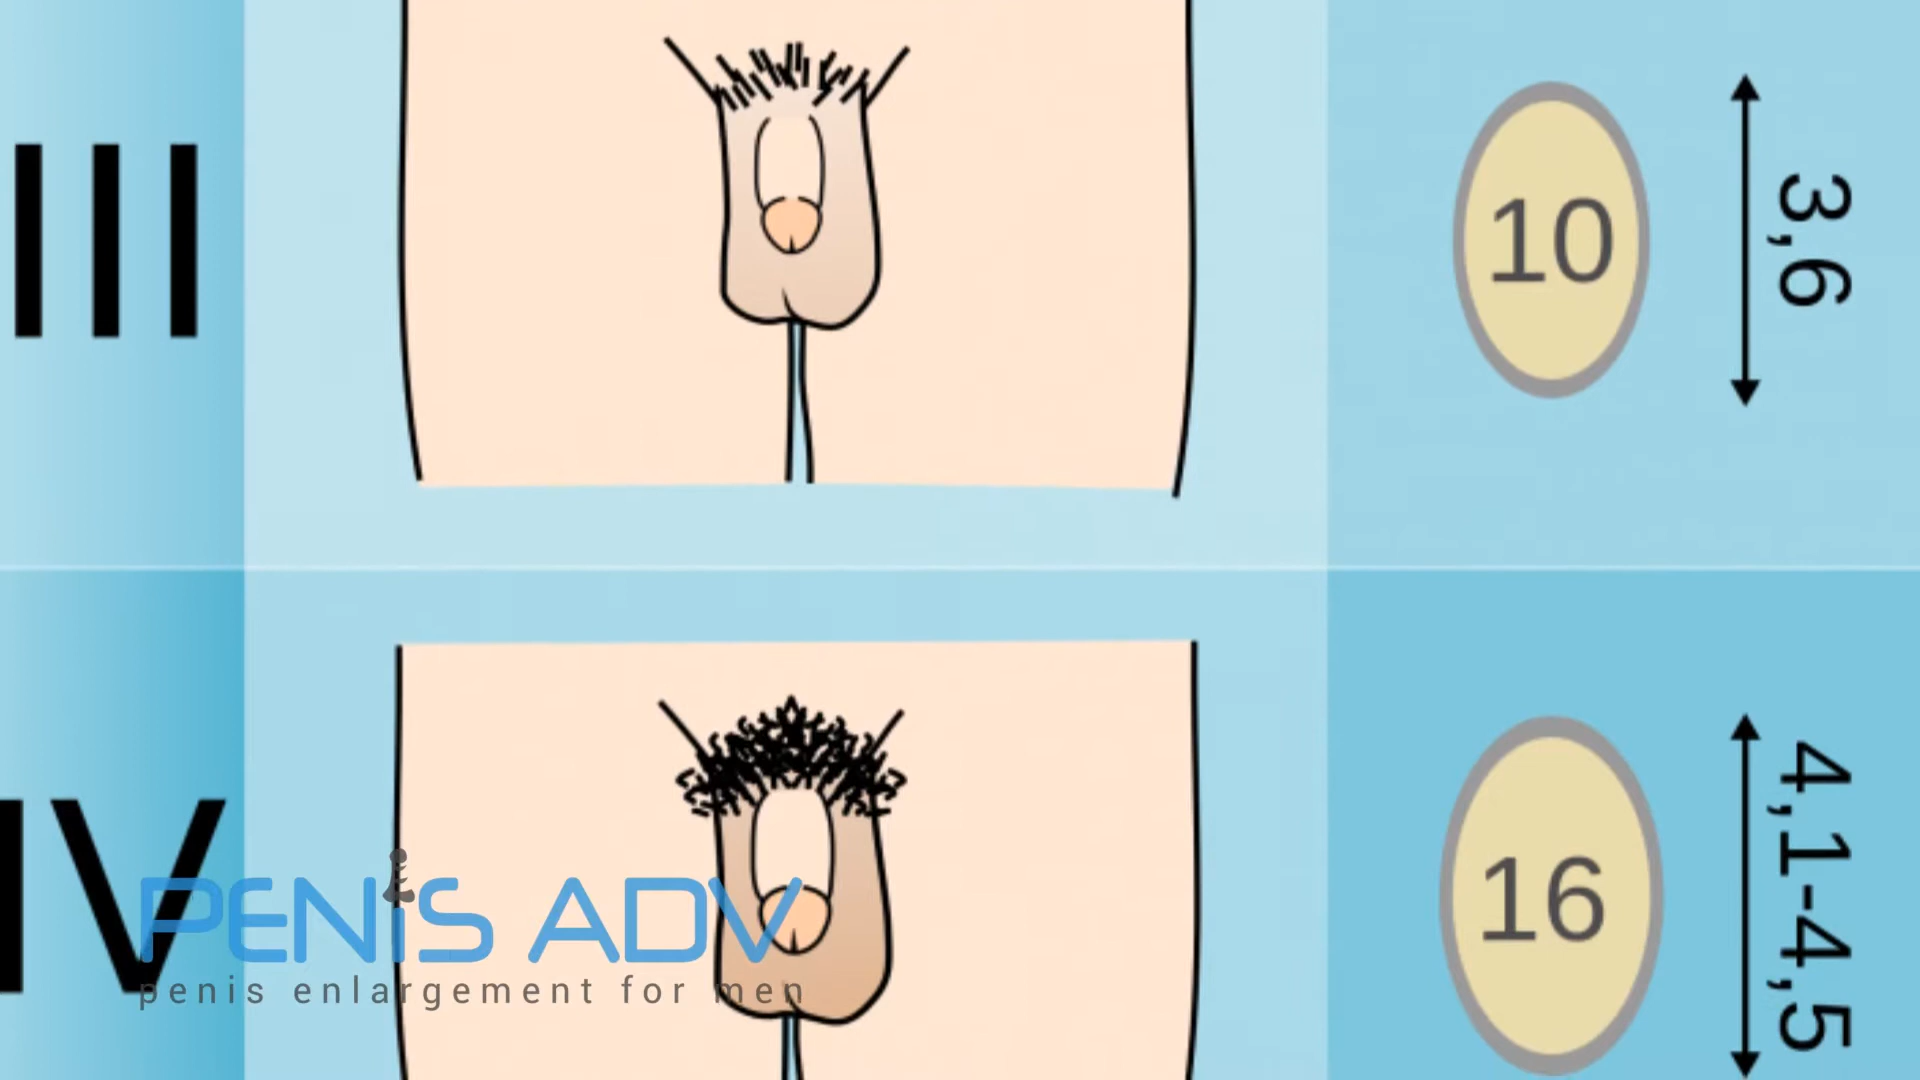 III
10
3,6
IV
16
4,1-4,5
PENiS ADV
penis enlargement for men